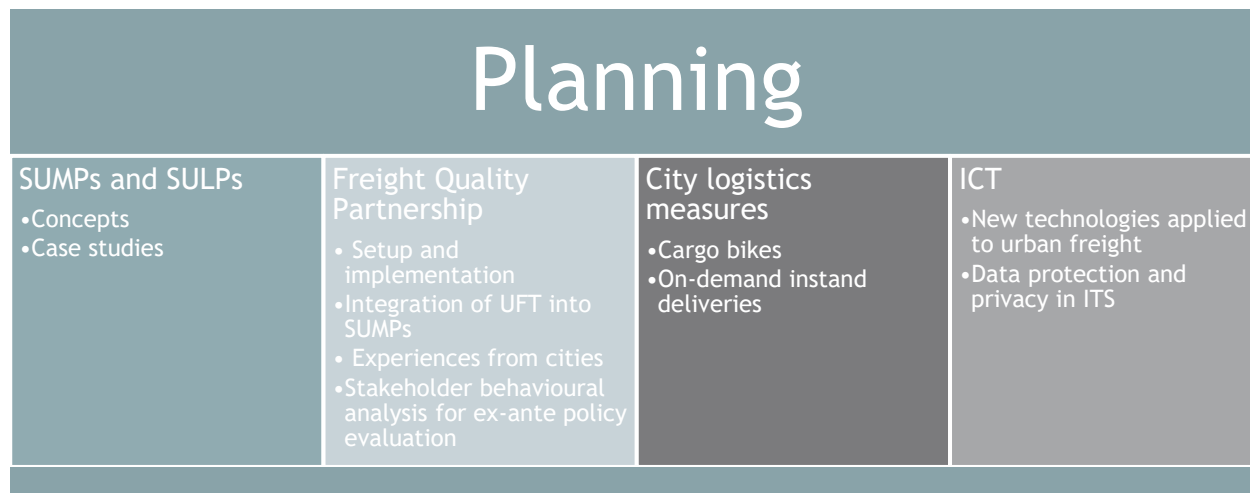 Planning
SUMPs and SULPs
•Concepts
•Case studies
Freight Quality
Partnership
• Setup and
implementation
•Integration of UFT into
SUMPs
• Experiences from cities
•Stakeholder behavioural
analysis for ex-ante policy
evaluation
City logistics
measures
•Cargo bikes
•On-demand instand
deliveries
ICT
•New technologies applied
to urban freight
•Data protection and
privacy in ITS